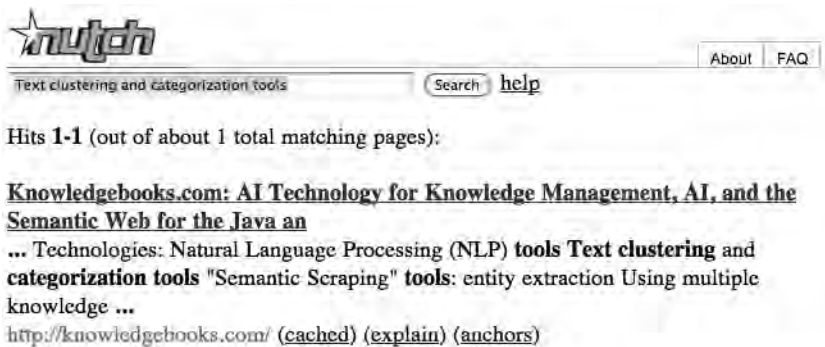 nutch
About FAQ
Text clustering and categorization tools Search help
Hits 1-1 (out of about 1 total matching pages):
Knowledgebooks.com: AI Technology for Knowledge Management, AI, and the
Semantic Web for the Java an
... Technologies: Natural Language Processing (NLP) tools Text clustering and
categorization tools "Semantic Scraping" tools: entity extraction Using multiple
knowledge ...
http://knowledgebooks.com/ (cached) (explain) (anchors)